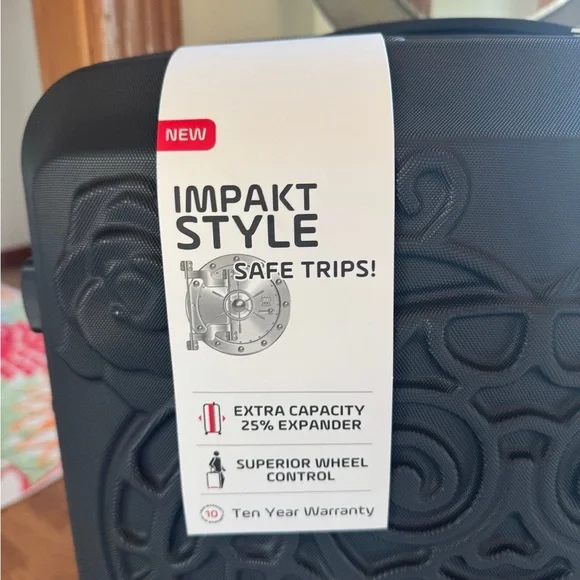 NEW
IMPAKT
STYLE
SAFE TRIPS!
EXTRA CAPACITY
25% EXPANDER
SUPERIOR WHEEL
CONTROL
10 Ten Year Warranty